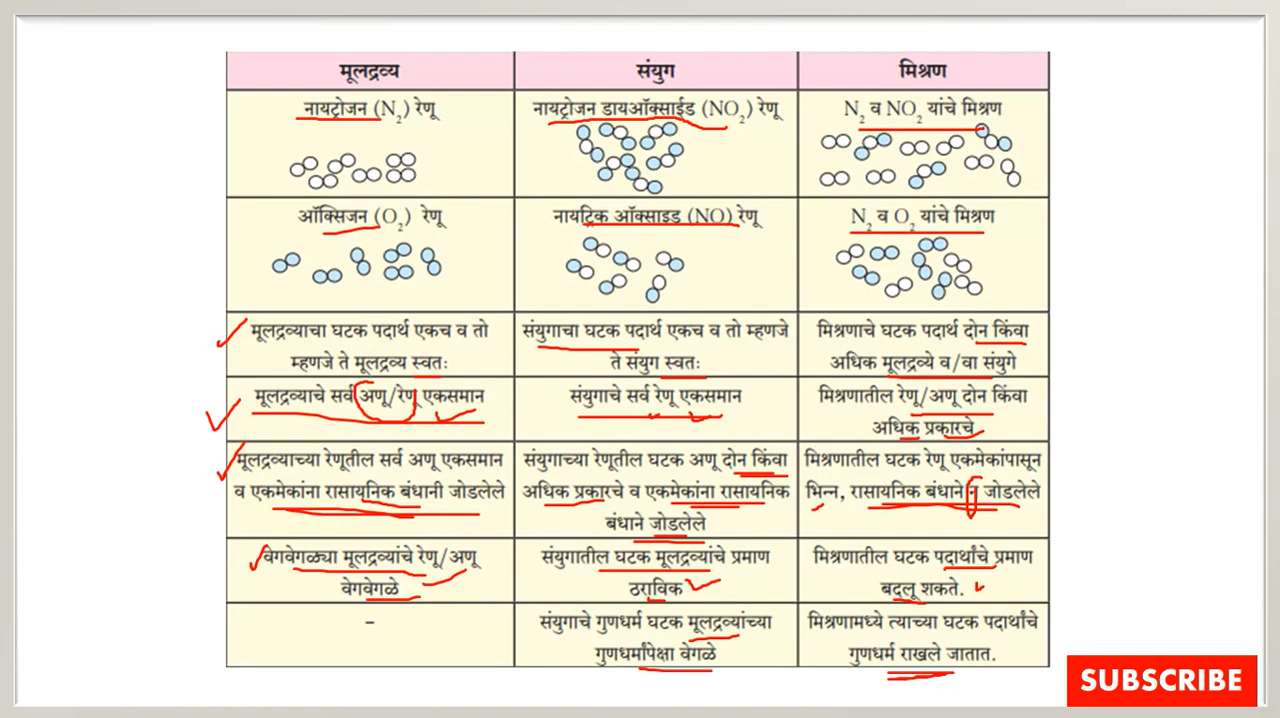 मूलद्रव्य
संयुग
मिश्रण
नायट्रोजन (N₂) रेणू
नायट्रोजन डायऑक्साईड (NO₂) रेणू
N₂ व NO₂ यांचे मिश्रण
ऑक्सिजन (O₂) रेणू
नायट्रिक ऑक्साइड (NO) रेणू
N₂ व O₂ यांचे मिश्रण
मूलद्रव्याचा घटक पदार्थ एकच व तो
म्हणजे ते मूलद्रव्य स्वतः
संयुगाचा घटक पदार्थ एकच व तो म्हणजे
ते संयुग स्वतः
मिश्रणाचे घटक पदार्थ दोन किंवा
अधिक मूलद्रव्ये व/वा संयुगे
मूलद्रव्याचे सर्व अणू/रेणू एकसमान
संयुगाचे सर्व रेणू एकसमान
मिश्रणातील रेणू/अणू दोन किंवा
अधिक प्रकारचे
मूलद्रव्याच्या रेणूतील सर्व अणू एकसमान
व एकमेकांना रासायनिक बंधानी जोडलेले
संयुगाच्या रेणूतील घटक अणू दोन किंवा
अधिक प्रकारचे व एकमेकांना रासायनिक
बंधाने जोडलेले
मिश्रणातील घटक रेणू एकमेकांपासून
भिन्न, रासायनिक बंधाने न जोडलेले
वेगवेगळ्या मूलद्रव्यांचे रेणू/अणू
वेगवेगळे
संयुगातील घटक मूलद्रव्यांचे प्रमाण
ठराविक
मिश्रणातील घटक पदार्थांचे प्रमाण
बदलू शकते.
–
संयुगाचे गुणधर्म घटक मूलद्रव्यांच्या
गुणधर्मांपेक्षा वेगळे
मिश्रणामध्ये त्याच्या घटक पदार्थांचे
गुणधर्म राखले जातात.
SUBSCRIBE